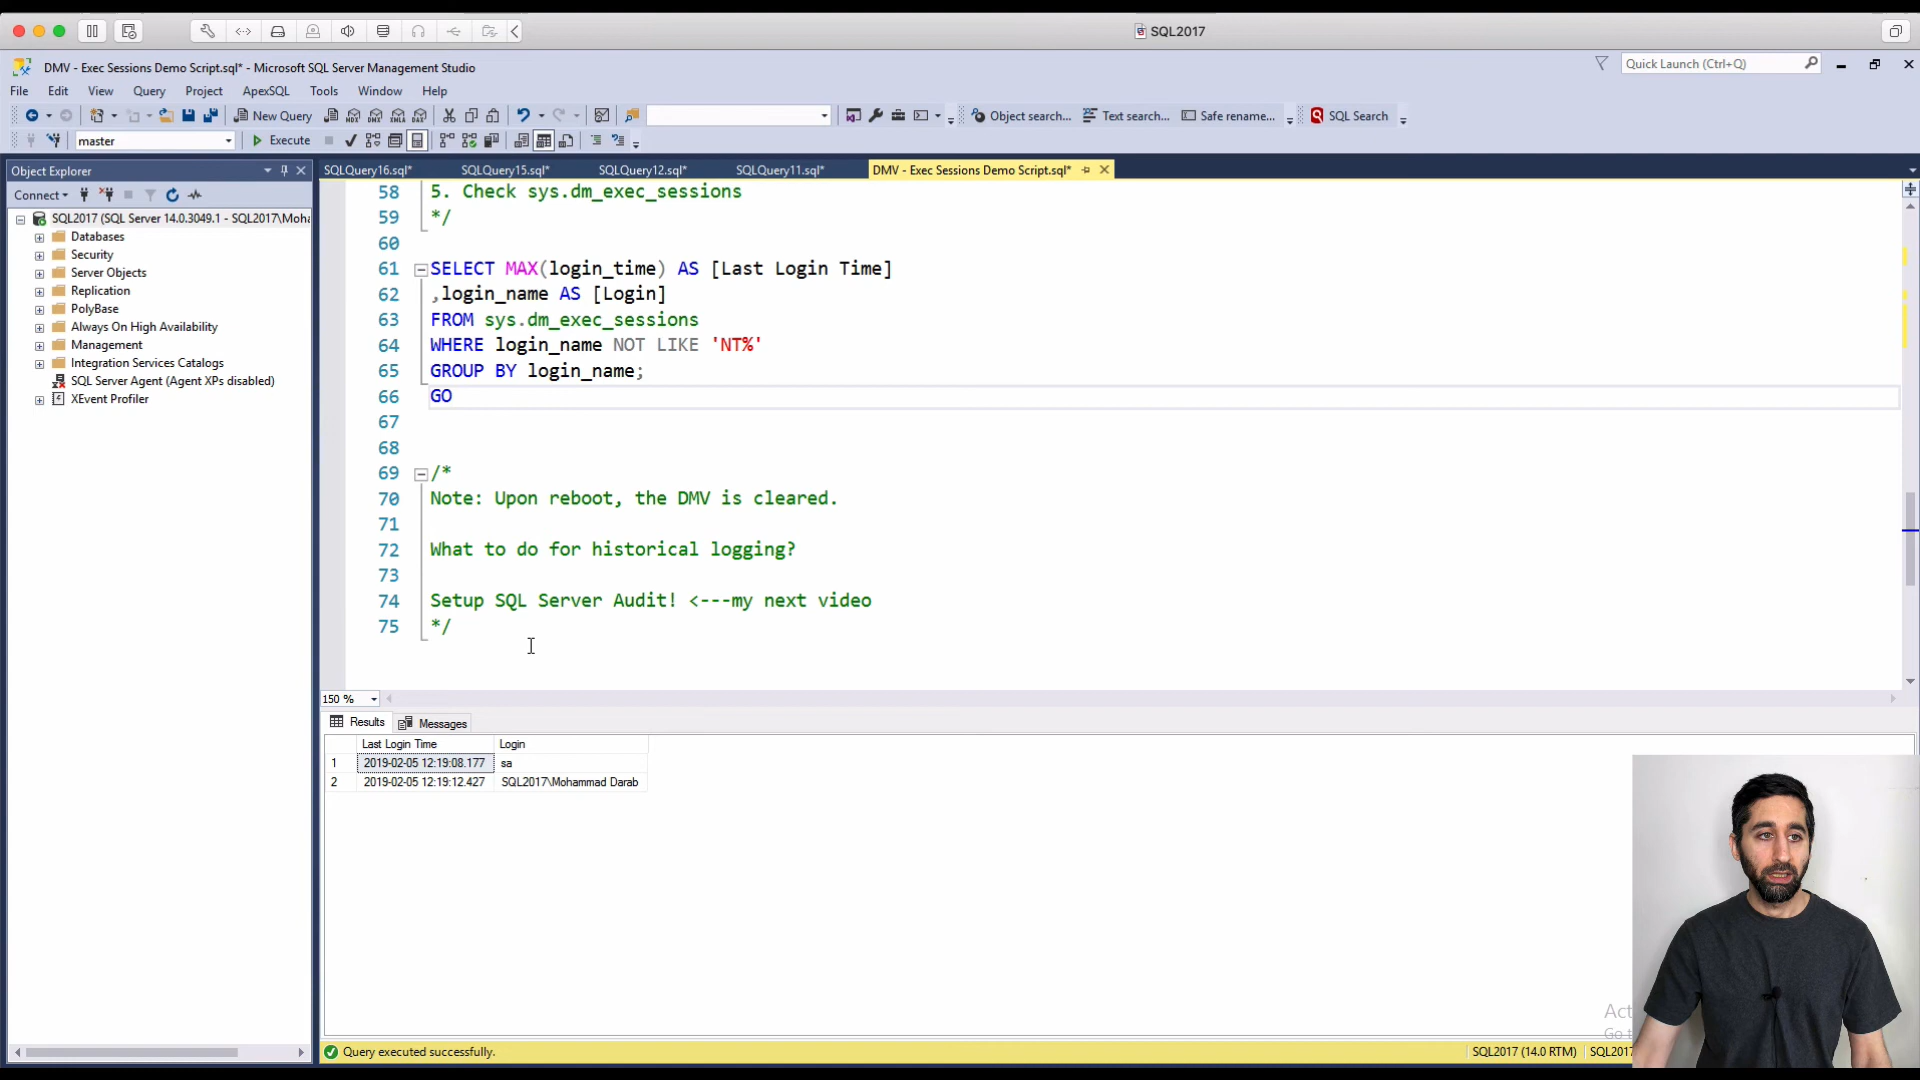 SQL2017
DMV - Exec Sessions Demo Script.sql* - Microsoft SQL Server Management Studio
Quick Launch (Ctrl+Q)
File Edit View Query Project ApexSQL Tools Window Help
New Query
Object search... Text search... Safe rename... SQL Search
master Execute
Object Explorer
SQLQuery16.sql* SQLQuery15.sql* SQLQuery12.sql* SQLQuery11.sql* DMV - Exec Sessions Demo Script.sql*
Connect
SQL2017 (SQL Server 14.0.3049.1 - SQL2017\Moha
Databases
Security
Server Objects
Replication
PolyBase
Always On High Availability
Management
Integration Services Catalogs
SQL Server Agent (Agent XPs disabled)
XEvent Profiler
58 5. Check sys.dm_exec_sessions
59 */
60
61 SELECT MAX(login_time) AS [Last Login Time]
62 ,login_name AS [Login]
63 FROM sys.dm_exec_sessions
64 WHERE login_name NOT LIKE 'NT%'
65 GROUP BY login_name;
66 GO
67
68
69 /*
70 Note: Upon reboot, the DMV is cleared.
71
72 What to do for historical logging?
73
74 Setup SQL Server Audit! <---my next video
75 */
150 %
Results Messages
Last Login Time Login
1 2019-02-05 12:19:08.177 sa
2 2019-02-05 12:19:12.427 SQL2017\Mohammad Darab
Act
Go t
Query executed successfully.
SQL2017 (14.0 RTM) SQL2017